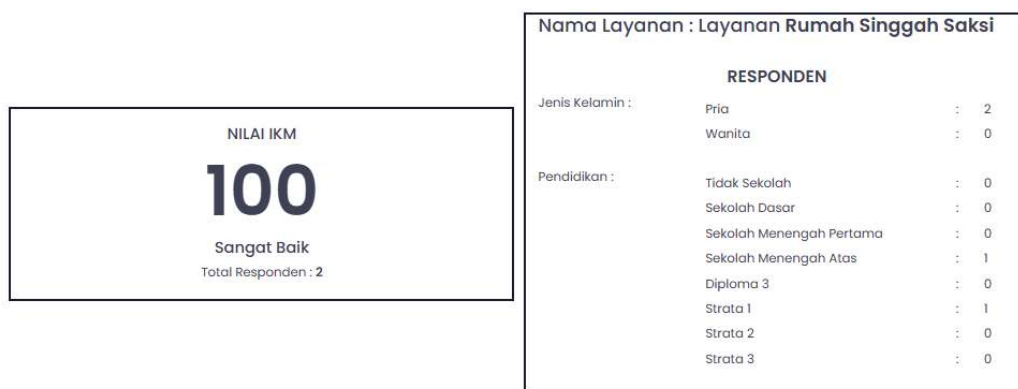 NILAI IKM
100
Sangat Baik
Total Responden : 2
Nama Layanan : Layanan Rumah Singgah Saksi
RESPONDEN
Jenis Kelamin : Pria : 2
Wanita : 0
Pendidikan : Tidak Sekolah : 0
Sekolah Dasar : 0
Sekolah Menengah Pertama : 0
Sekolah Menengah Atas : 1
Diploma 3 : 0
Strata 1 : 1
Strata 2 : 0
Strata 3 : 0